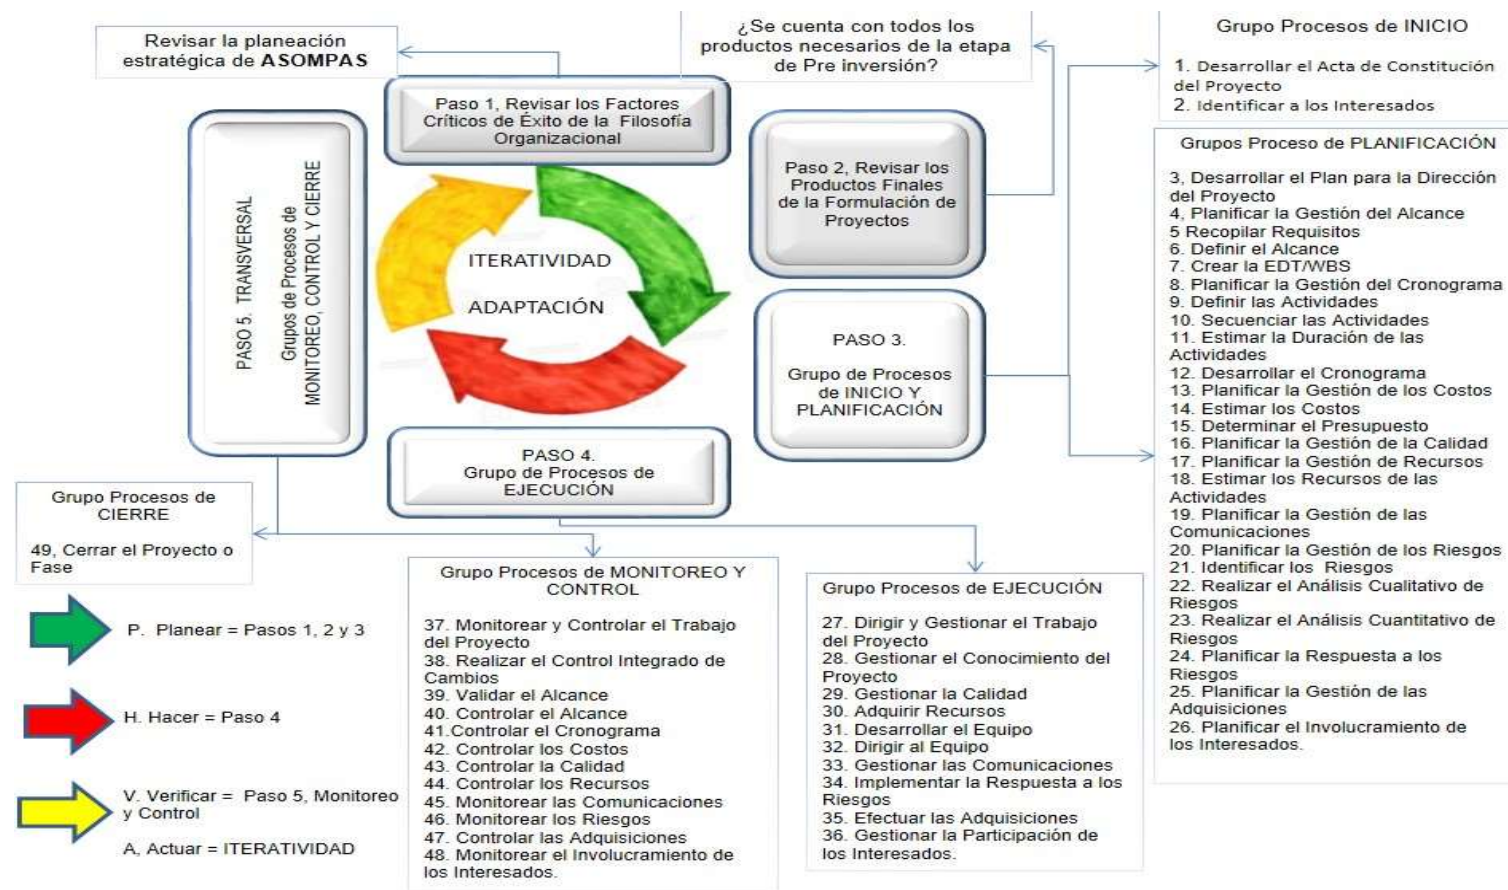 Revisar la planeación
estratégica de ASOMPAS
¿Se cuenta con todos los
productos necesarios de la etapa
de Pre inversión?
Grupo Procesos de INICIO
1. Desarrollar el Acta de Constitución
del Proyecto
2. Identificar a los Interesados
Paso 1, Revisar los Factores
Críticos de Éxito de la Filosofía
Organizacional
Paso 2, Revisar los
Productos Finales
de la Formulación de
Proyectos
PASO 3.
Grupo de Procesos
de INICIO Y
PLANIFICACIÓN
PASO 4.
Grupo de Procesos de
EJECUCIÓN
PASO 5. TRANSVERSAL
Grupos de Procesos de
MONITOREO, CONTROL Y CIERRE
ITERATIVIDAD
ADAPTACIÓN
Grupos Proceso de PLANIFICACIÓN
3, Desarrollar el Plan para la Dirección
del Proyecto
4, Planificar la Gestión del Alcance
5 Recopilar Requisitos
6. Definir el Alcance
7. Crear la EDT/WBS
8. Planificar la Gestión del Cronograma
9. Definir las Actividades
10. Secuenciar las Actividades
11. Estimar la Duración de las
Actividades
12. Desarrollar el Cronograma
13. Planificar la Gestión de los Costos
14. Estimar los Costos
15. Determinar el Presupuesto
16. Planificar la Gestión de la Calidad
17. Planificar la Gestión de Recursos
18. Estimar los Recursos de las
Actividades
19. Planificar la Gestión de las
Comunicaciones
20. Planificar la Gestión de los Riesgos
21. Identificar los Riesgos
22. Realizar el Análisis Cualitativo de
Riesgos
23. Realizar el Análisis Cuantitativo de
Riesgos
24. Planificar la Respuesta a los
Riesgos
25. Planificar la Gestión de las
Adquisiciones
26. Planificar el Involucramiento de
los Interesados.
Grupo Procesos de
CIERRE
49, Cerrar el Proyecto o
Fase
P. Planear = Pasos 1, 2 y 3
H. Hacer = Paso 4
V. Verificar = Paso 5, Monitoreo
y Control
A, Actuar = ITERATIVIDAD
Grupo Procesos de MONITOREO Y
CONTROL
37. Monitorear y Controlar el Trabajo
del Proyecto
38. Realizar el Control Integrado de
Cambios
39. Validar el Alcance
40. Controlar el Alcance
41.Controlar el Cronograma
42. Controlar los Costos
43. Controlar la Calidad
44. Controlar los Recursos
45. Monitorear las Comunicaciones
46. Monitorear los Riesgos
47. Controlar las Adquisiciones
48. Monitorear el Involucramiento de
los Interesados.
Grupo Procesos de EJECUCIÓN
27. Dirigir y Gestionar el Trabajo
del Proyecto
28. Gestionar el Conocimiento del
Proyecto
29. Gestionar la Calidad
30. Adquirir Recursos
31. Desarrollar el Equipo
32. Dirigir al Equipo
33. Gestionar las Comunicaciones
34. Implementar la Respuesta a los
Riesgos
35. Efectuar las Adquisiciones
36. Gestionar la Participación de
los Interesados.